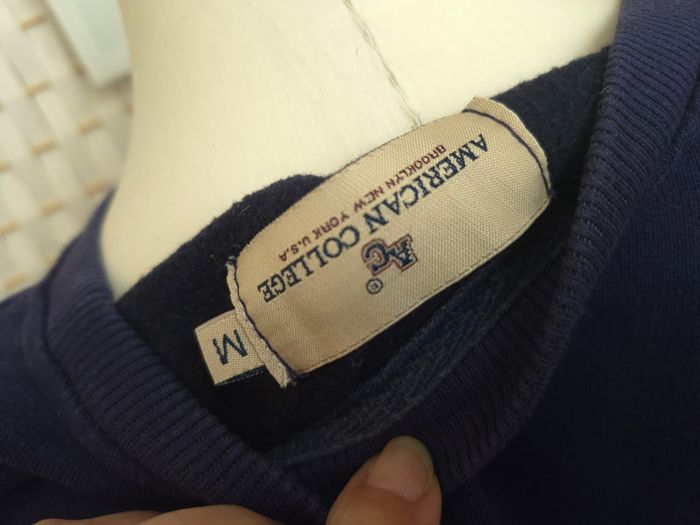 ®
AC
AMERICAN COLLEGE
BROOKLYN NEW YORK U.S.A
M